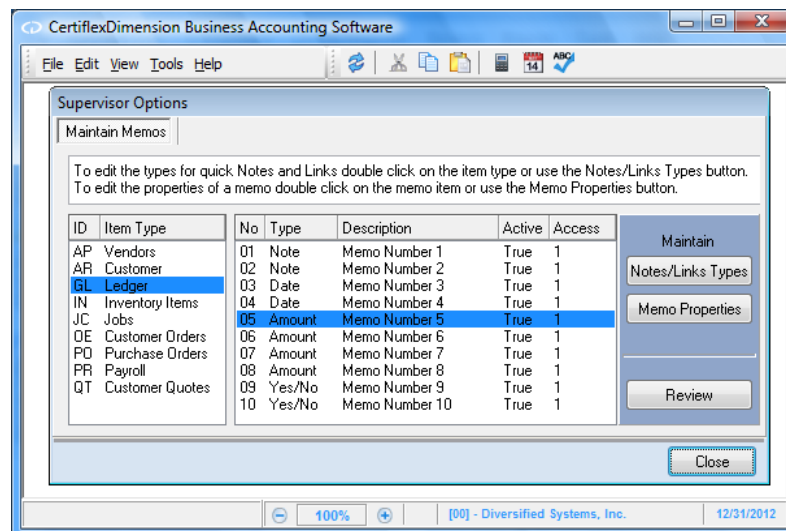 CertiflexDimension Business Accounting Software
File Edit View Tools Help
14 ABC
Supervisor Options
Maintain Memos
To edit the types for quick Notes and Links double click on the item type or use the Notes/Links Types button.
To edit the properties of a memo double click on the memo item or use the Memo Properties button.
ID Item Type
AP Vendors
AR Customer
GL Ledger
IN Inventory Items
JC Jobs
OE Customer Orders
PO Purchase Orders
PR Payroll
QT Customer Quotes
No Type Description Active Access
01 Note Memo Number 1 True 1
02 Note Memo Number 2 True 1
03 Date Memo Number 3 True 1
04 Date Memo Number 4 True 1
05 Amount Memo Number 5 True 1
06 Amount Memo Number 6 True 1
07 Amount Memo Number 7 True 1
08 Amount Memo Number 8 True 1
09 Yes/No Memo Number 9 True 1
10 Yes/No Memo Number 10 True 1
Maintain
Notes/Links Types
Memo Properties
Review
Close
100% [00] - Diversified Systems, Inc. 12/31/2012